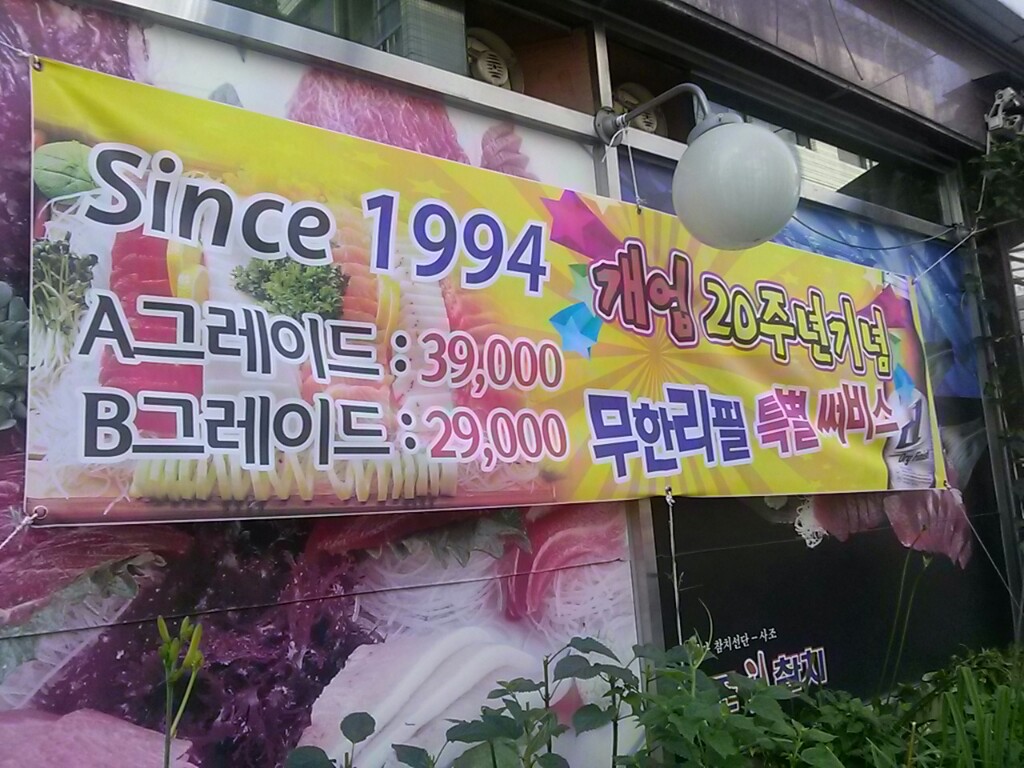 Since 1994
A그레이드 : 39,000
B그레이드 : 29,000
개업 20주년기념
무한리필 특별 써비스
참치선단 - 사조
참치